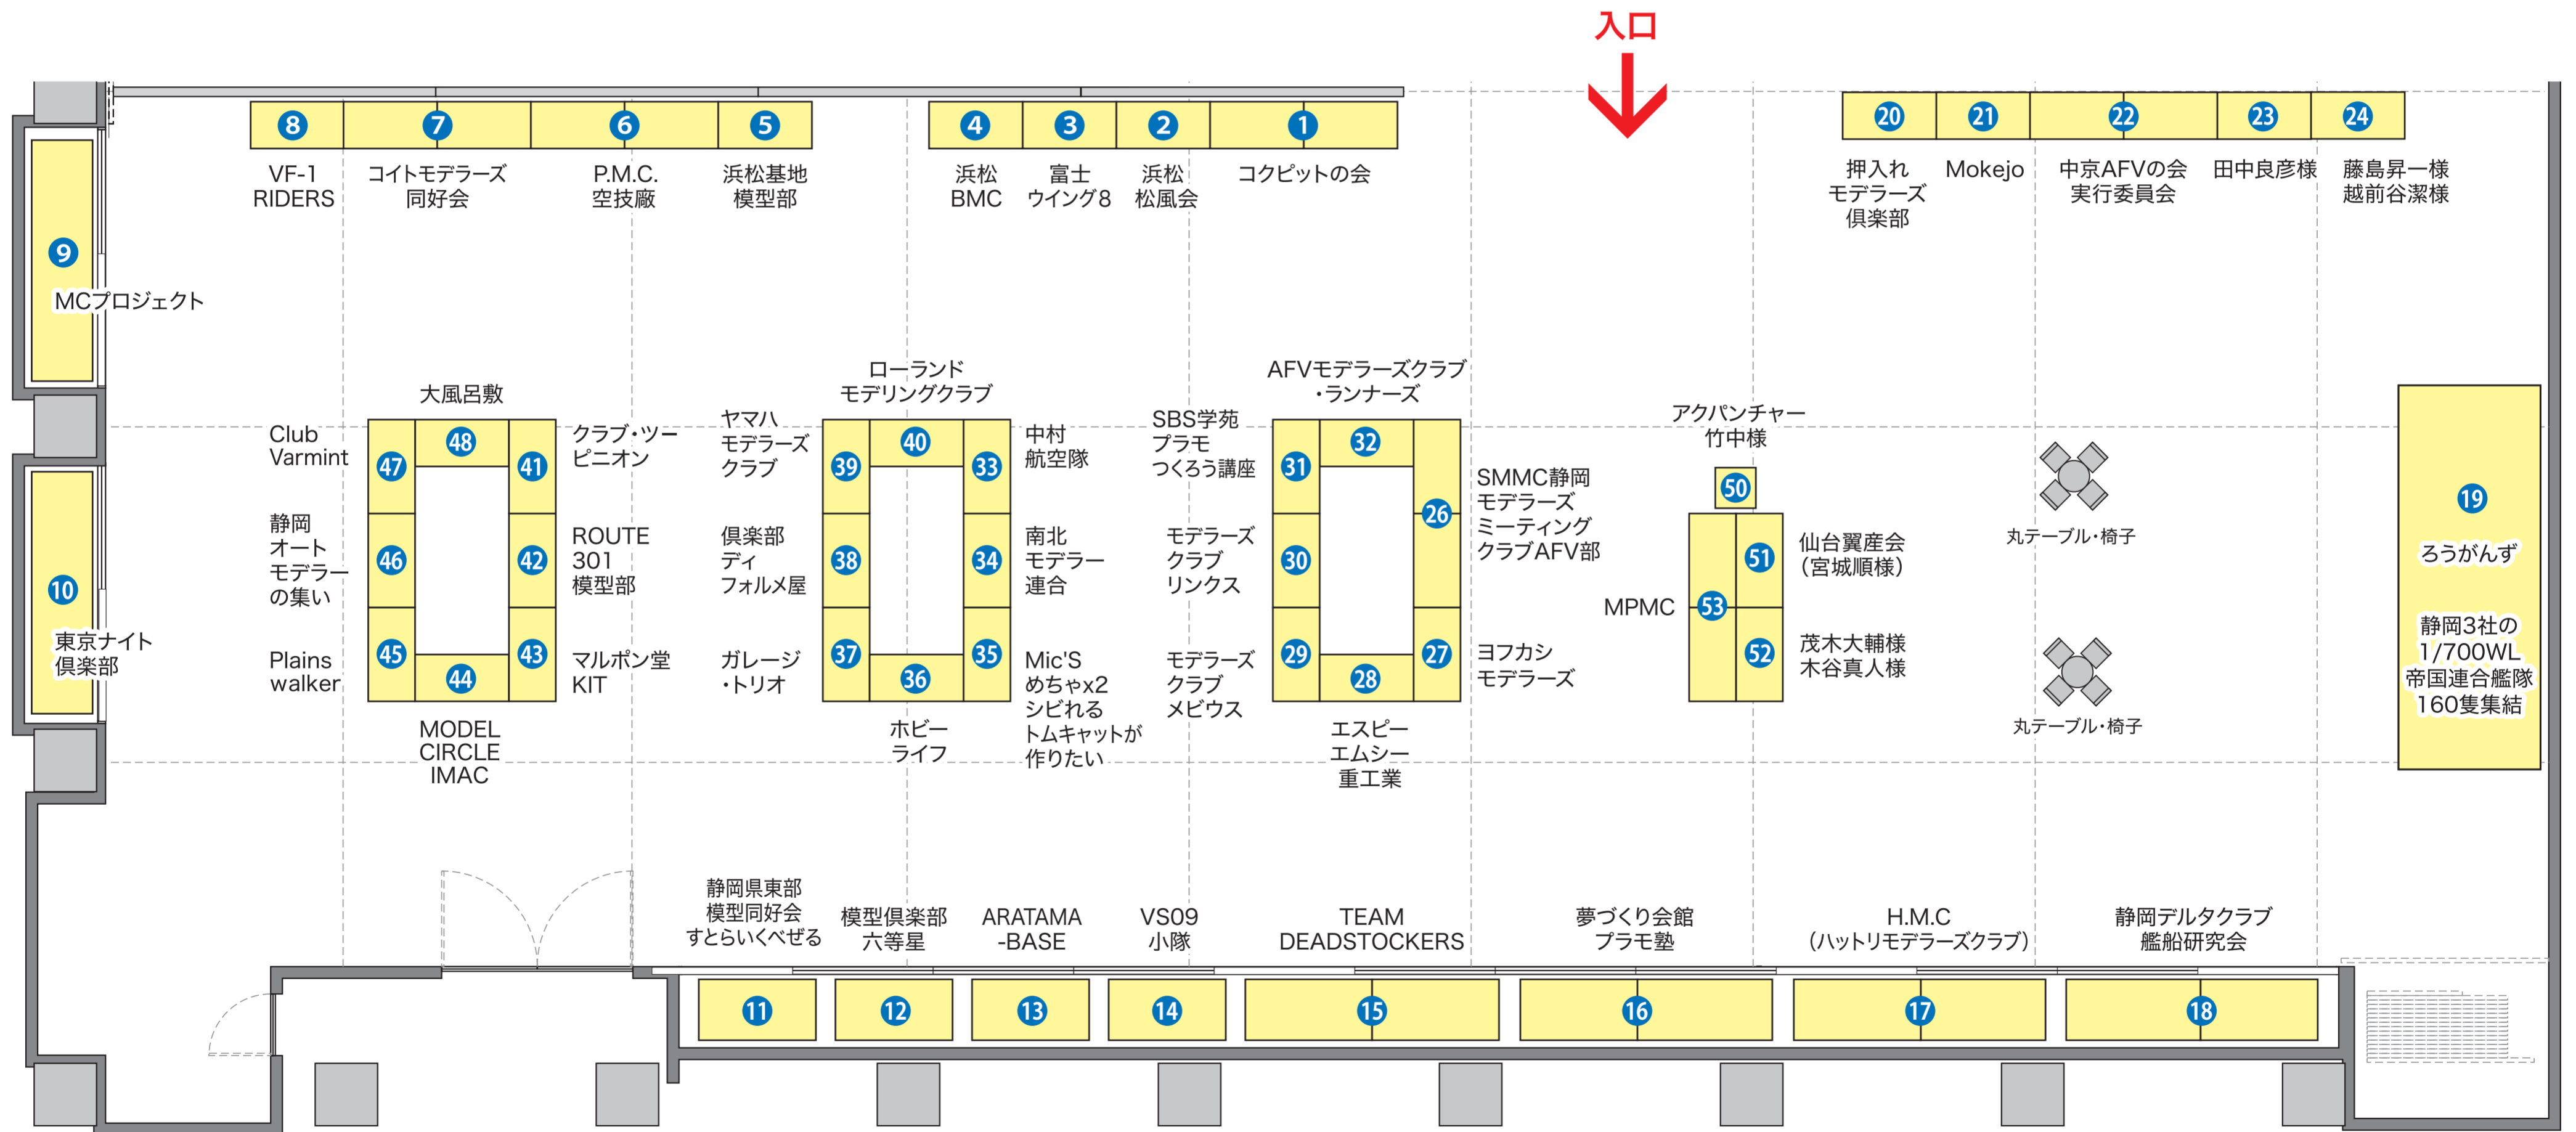 入口
8
7
6
5
4
3
2
1
20
21
22
23
24
VF-1
RIDERS
コイトモデラーズ
同好会
P.M.C.
空技廠
浜松基地
模型部
浜松
BMC
富士
ウイング8
浜松
松風会
コクピットの会
押入れ
モデラーズ
倶楽部
Mokejo
中京AFVの会
実行委員会
田中良彦様
藤島昇一様
越前谷潔様
9
MCプロジェクト
10
東京ナイト
倶楽部
大風呂敷
48
Club
Varmint
47
41
クラブ・ツー
ピニオン
静岡
オート
モデラー
の集い
46
42
ROUTE
301
模型部
Plains
walker
45
44
43
マルポン堂
KIT
MODEL
CIRCLE
IMAC
ローランド
モデリングクラブ
40
ヤマハ
モデラーズ
クラブ
39
33
中村
航空隊
倶楽部
ディ
フォルメ屋
38
34
南北
モデラー
連合
ガレージ
・トリオ
37
36
35
Mic'S
めちゃx2
シビれる
トムキャットが
作りたい
ホビー
ライフ
AFVモデラーズクラブ
・ランナーズ
32
SBS学苑
プラモ
つくろう講座
31
26
SMMC静岡
モデラーズ
ミーティング
クラブAFV部
モデラーズ
クラブ
リンクス
30
モデラーズ
クラブ
メビウス
29
28
27
ヨフカシ
モデラーズ
エスピー
エムシー
重工業
アクパンチャー
竹中様
50
51
仙台翼産会
（宮城順様）
MPMC
53
52
茂木大輔様
木谷真人様
丸テーブル・椅子
丸テーブル・椅子
19
ろうがんず
静岡3社の
1/700WL
帝国連合艦隊
160隻集結
静岡県東部
模型同好会
すとらいくべぜる
模型倶楽部
六等星
ARATAMA
-BASE
VS09
小隊
TEAM
DEADSTOCKERS
夢づくり会館
プラモ塾
H.M.C
（ハットリモデラーズクラブ）
静岡デルタクラブ
艦船研究会
11
12
13
14
15
16
17
18